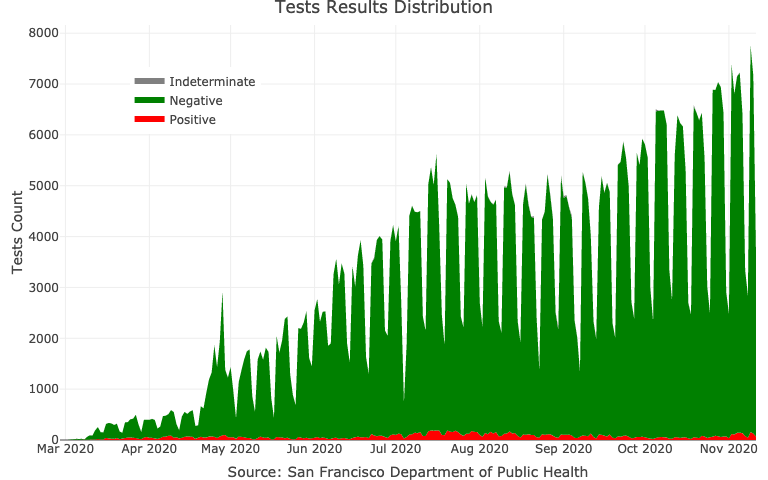 Tests Results Distribution
8000
7000
6000
5000
4000
3000
2000
1000
0
Tests Count
Indeterminate
Negative
Positive
Mar 2020 Apr 2020 May 2020 Jun 2020 Jul 2020 Aug 2020 Sep 2020 Oct 2020 Nov 2020
Source: San Francisco Department of Public Health